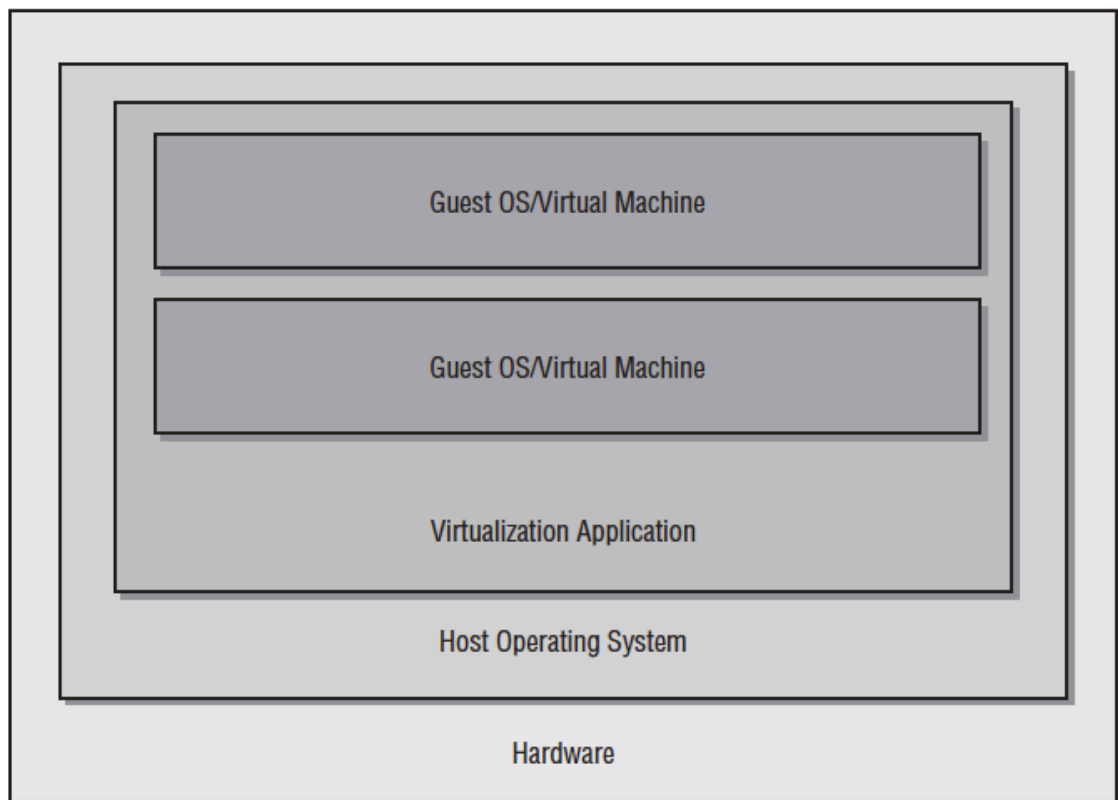 Guest OS/Virtual Machine
Guest OS/Virtual Machine
Virtualization Application
Host Operating System
Hardware